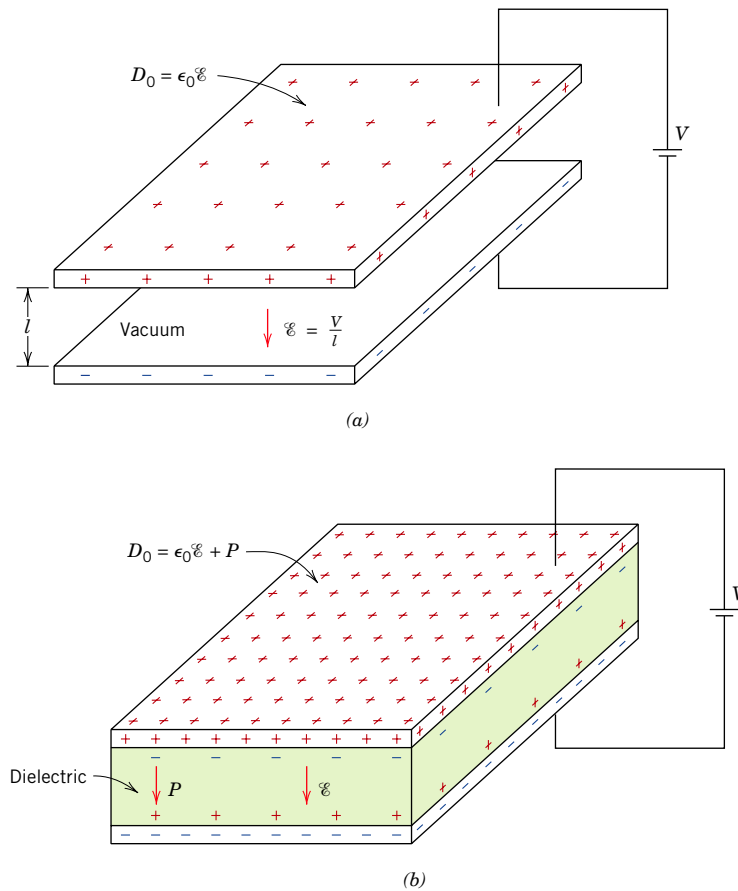 D₀ = ϵ₀ℰ
V
l
Vacuum
ℰ = V/l
(a)
D₀ = ϵ₀ℰ + P
V
Dielectric
P
ℰ
(b)